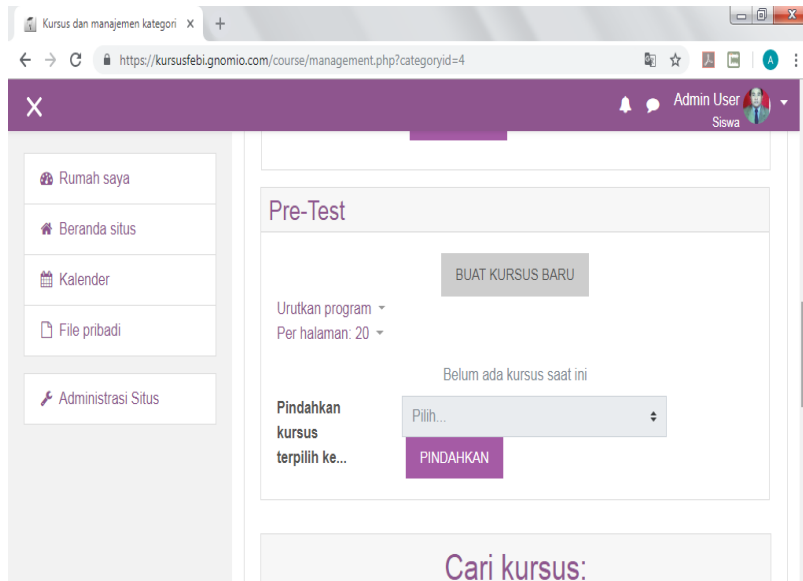 Kursus dan manajemen kategori
https://kursusfebi.gnomio.com/course/management.php?categoryid=4
A
Admin User
Siswa
Rumah saya
Beranda situs
Kalender
File pribadi
Administrasi Situs
Pre-Test
BUAT KURSUS BARU
Urutkan program
Per halaman: 20
Belum ada kursus saat ini
Pindahkan
kursus
terpilih ke...
Pilih...
PINDAHKAN
Cari kursus: